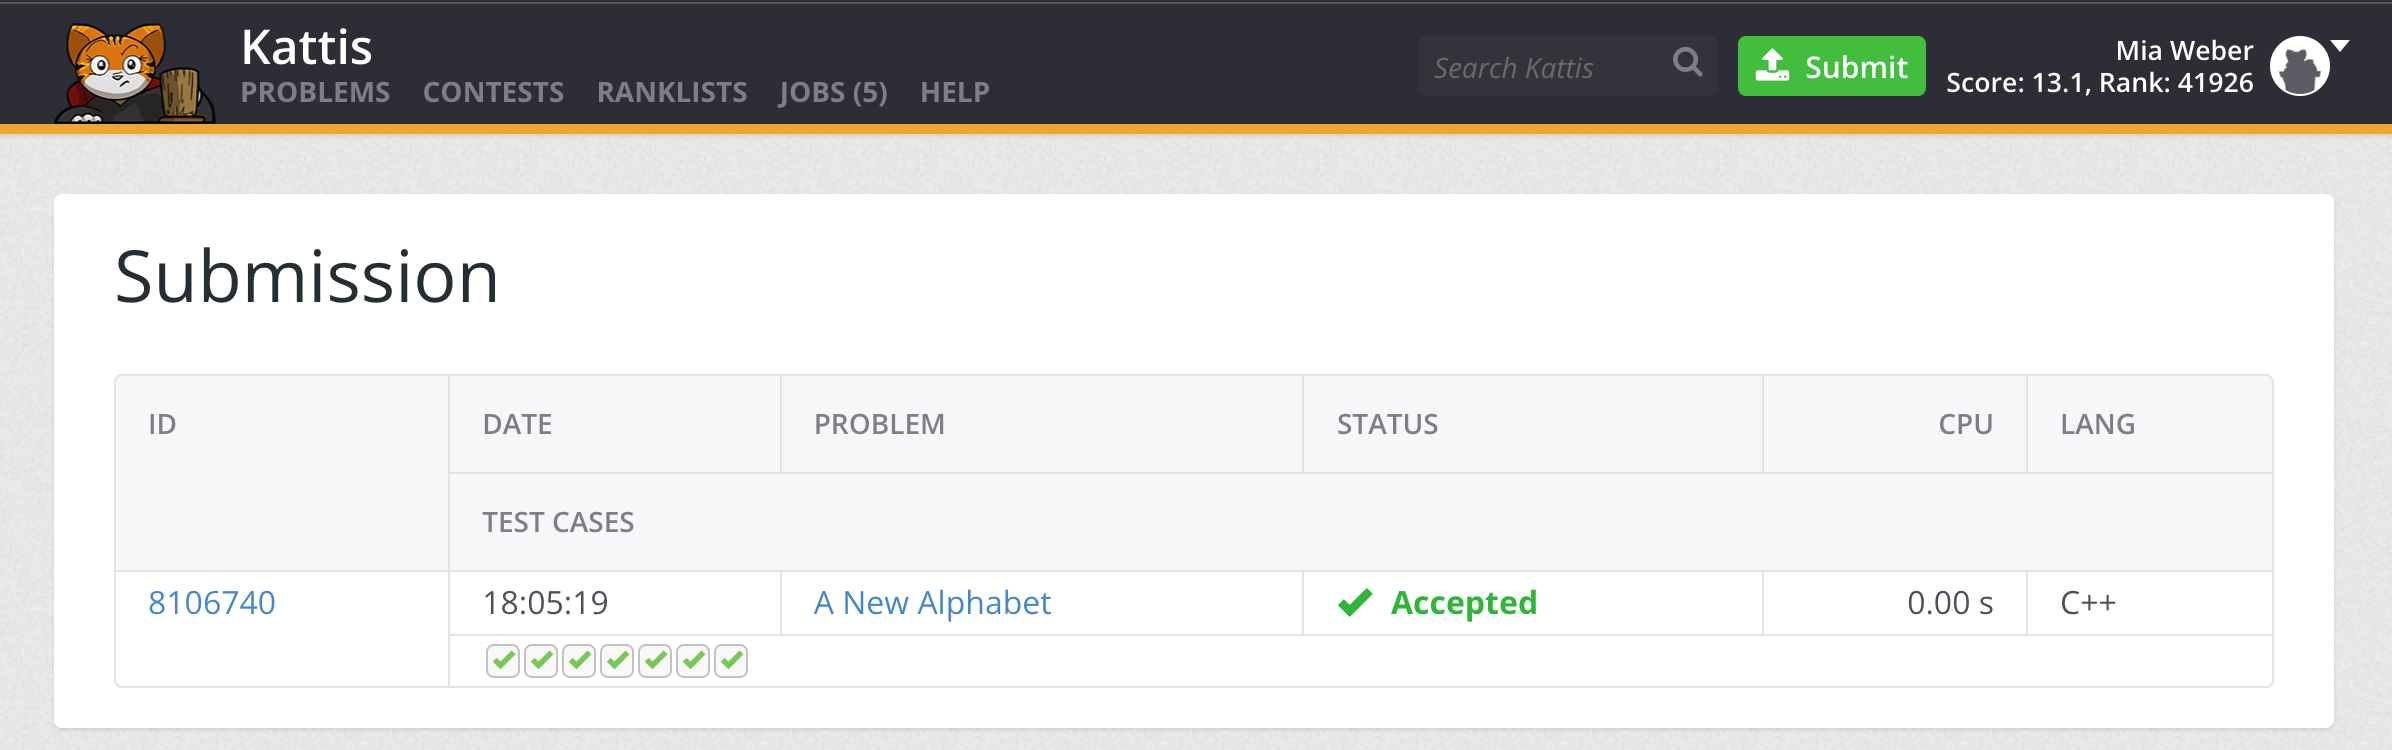 Kattis
PROBLEMS CONTESTS RANKLISTS JOBS (5) HELP
Search Kattis
Submit
Mia Weber
Score: 13.1, Rank: 41926
Submission
ID DATE PROBLEM STATUS CPU LANG
TEST CASES
8106740 18:05:19 A New Alphabet Accepted 0.00 s C++